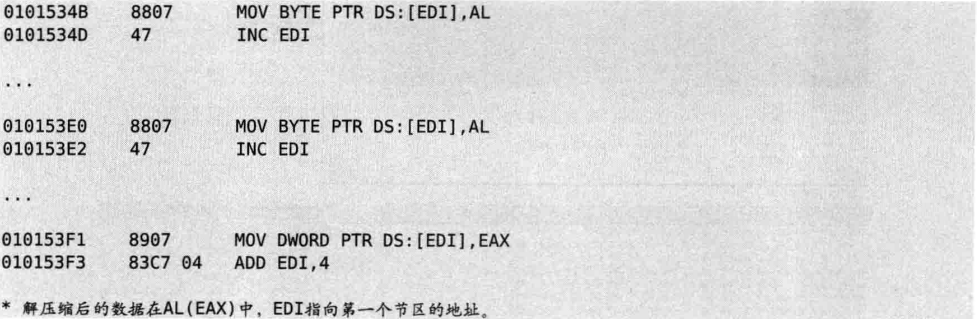 0101534B 8807 MOV BYTE PTR DS:[EDI],AL
0101534D 47 INC EDI
...
010153E0 8807 MOV BYTE PTR DS:[EDI],AL
010153E2 47 INC EDI
...
010153F1 8907 MOV DWORD PTR DS:[EDI],EAX
010153F3 83C7 04 ADD EDI,4
* 解压缩后的数据在AL(EAX)中，EDI指向第一个节区的地址。